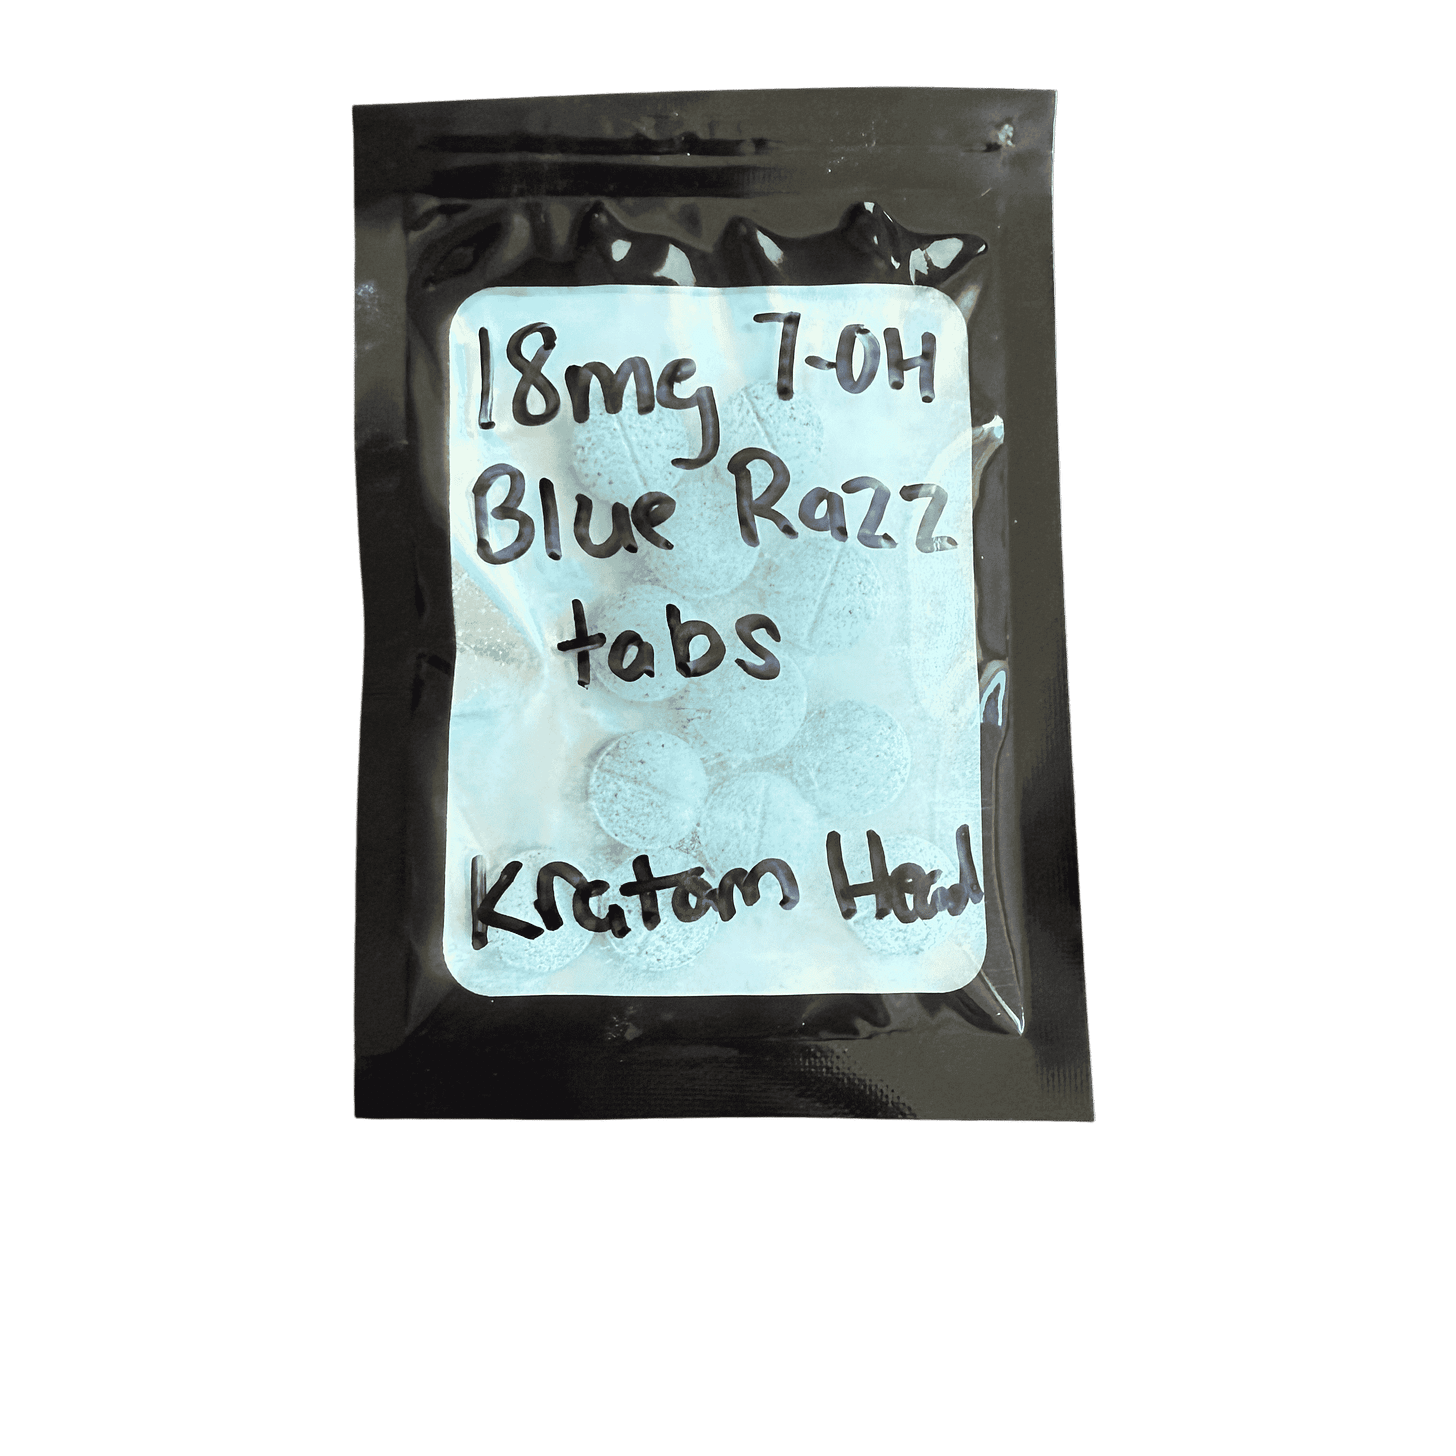 18mg 7-OH
Blue Razz
tabs
Kratom Head